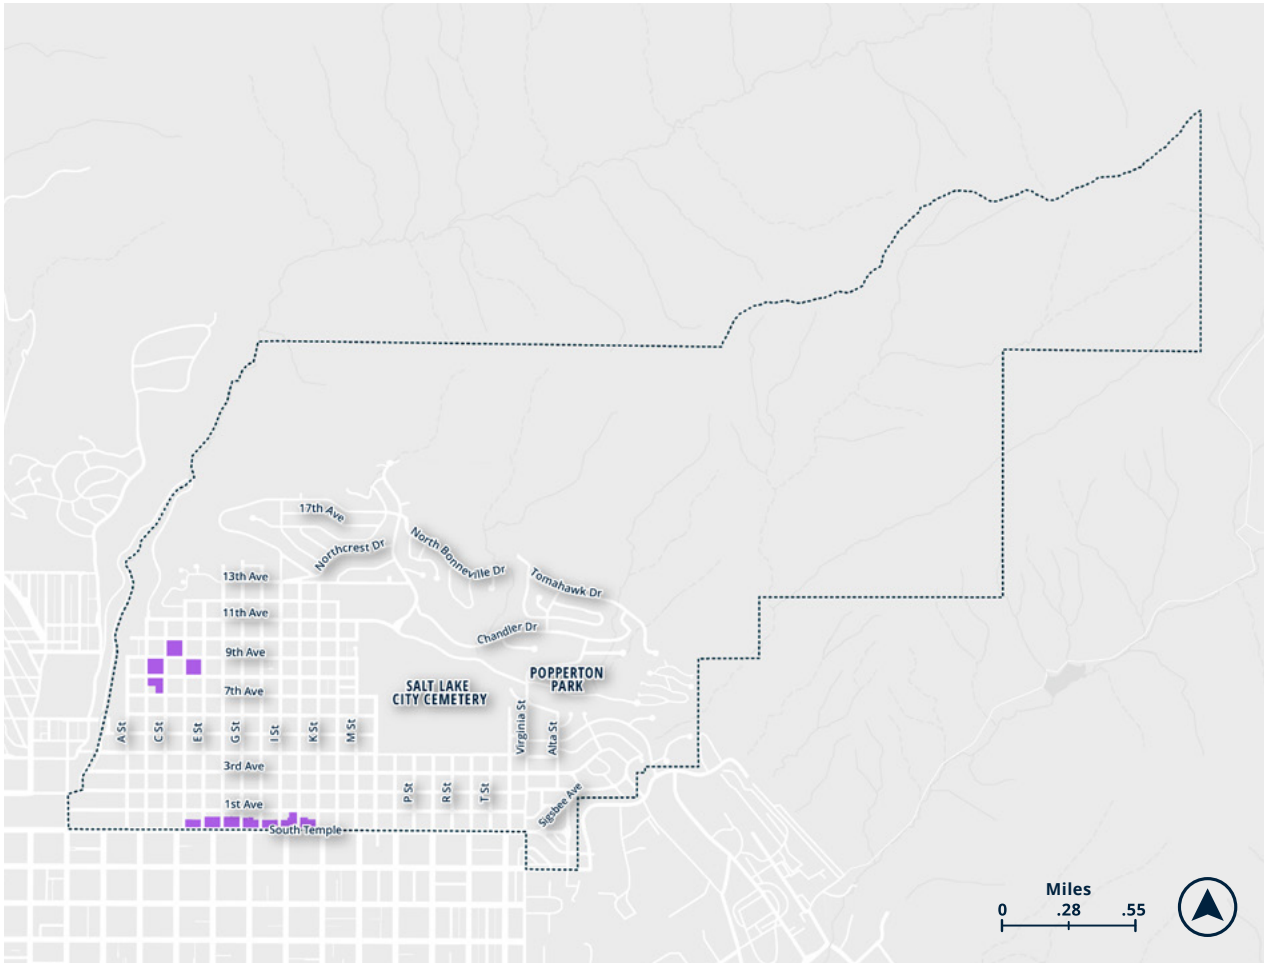 17th Ave
Northcrest Dr
North Bonneville Dr
13th Ave
Tomahawk Dr
11th Ave
Chandler Dr
9th Ave
POPPERTON
PARK
7th Ave
SALT LAKE
CITY CEMETERY
A St
C St
E St
G St
I St
K St
M St
Virginia St
Alta St
3rd Ave
P St
R St
T St
Sigsbee Ave
1st Ave
South Temple
Miles
0 .28 .55